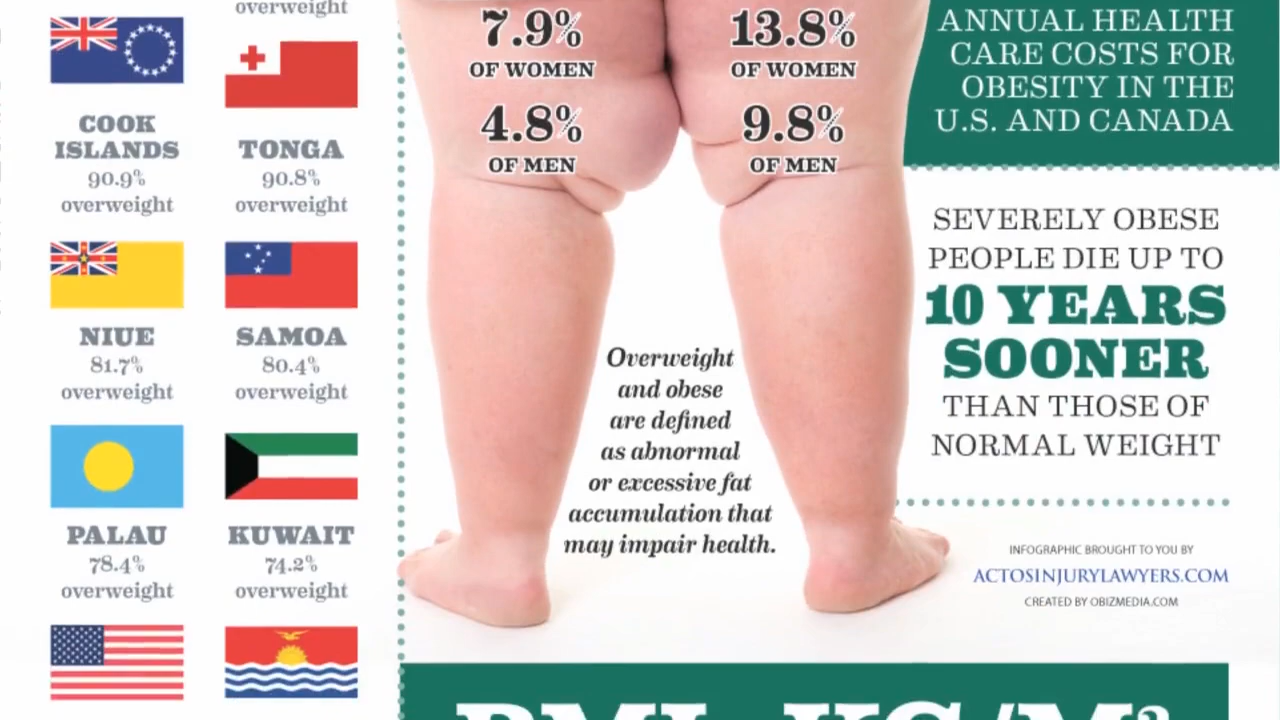 overweight
COOK
ISLANDS
90.9%
overweight
TONGA
90.8%
overweight
NIUE
81.7%
overweight
SAMOA
80.4%
overweight
PALAU
78.4%
overweight
KUWAIT
74.2%
overweight
7.9%
OF WOMEN
4.8%
OF MEN
13.8%
OF WOMEN
9.8%
OF MEN
Overweight
and obese
are defined
as abnormal
or excessive fat
accumulation that
may impair health.
ANNUAL HEALTH
CARE COSTS FOR
OBESITY IN THE
U.S. AND CANADA
SEVERELY OBESE
PEOPLE DIE UP TO
10 YEARS
SOONER
THAN THOSE OF
NORMAL WEIGHT
INFOGRAPHIC BROUGHT TO YOU BY
ACTOSINJURYLAWYERS.COM
CREATED BY OBIZMEDIA.COM